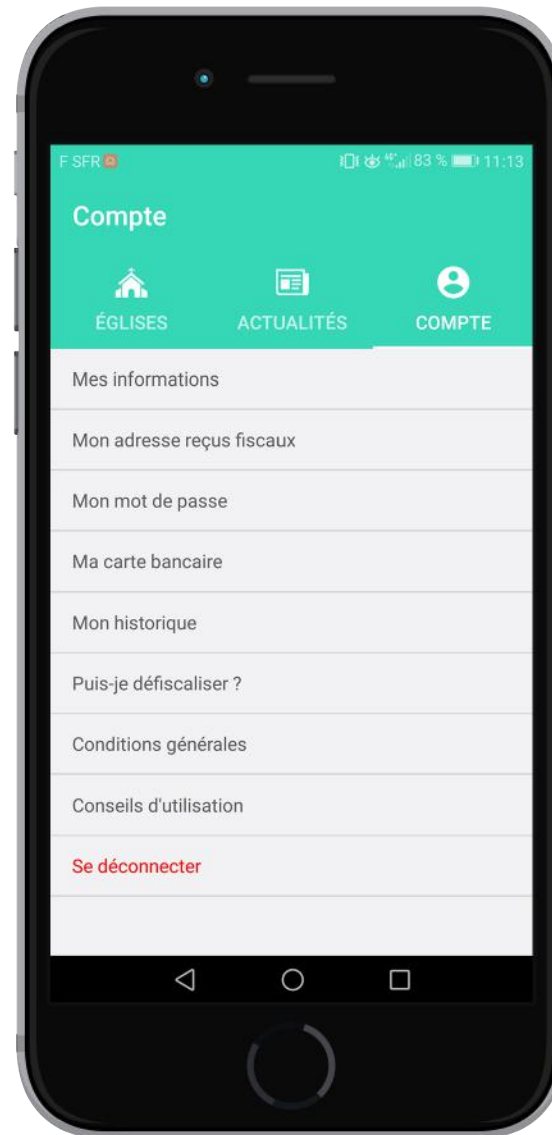 F SFR 83 % 11:13
Compte
ÉGLISES ACTUALITÉS COMPTE
Mes informations
Mon adresse reçus fiscaux
Mon mot de passe
Ma carte bancaire
Mon historique
Puis-je défiscaliser ?
Conditions générales
Conseils d'utilisation
Se déconnecter